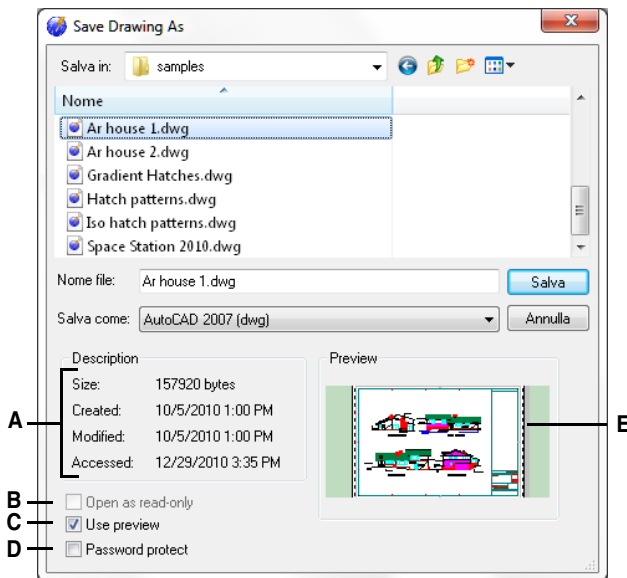 Save Drawing As
Salva in: samples
Nome
Ar house 1.dwg
Ar house 2.dwg
Gradient Hatches.dwg
Hatch patterns.dwg
Iso hatch patterns.dwg
Space Station 2010.dwg
Nome file: Ar house 1.dwg Salva
Salva come: AutoCAD 2007 (dwg) Annulla
Description Preview
Size: 157920 bytes
Created: 10/5/2010 1:00 PM
A E
Modified: 10/5/2010 1:00 PM
Accessed: 12/29/2010 3:35 PM
B Open as read-only
C Use preview
D Password protect